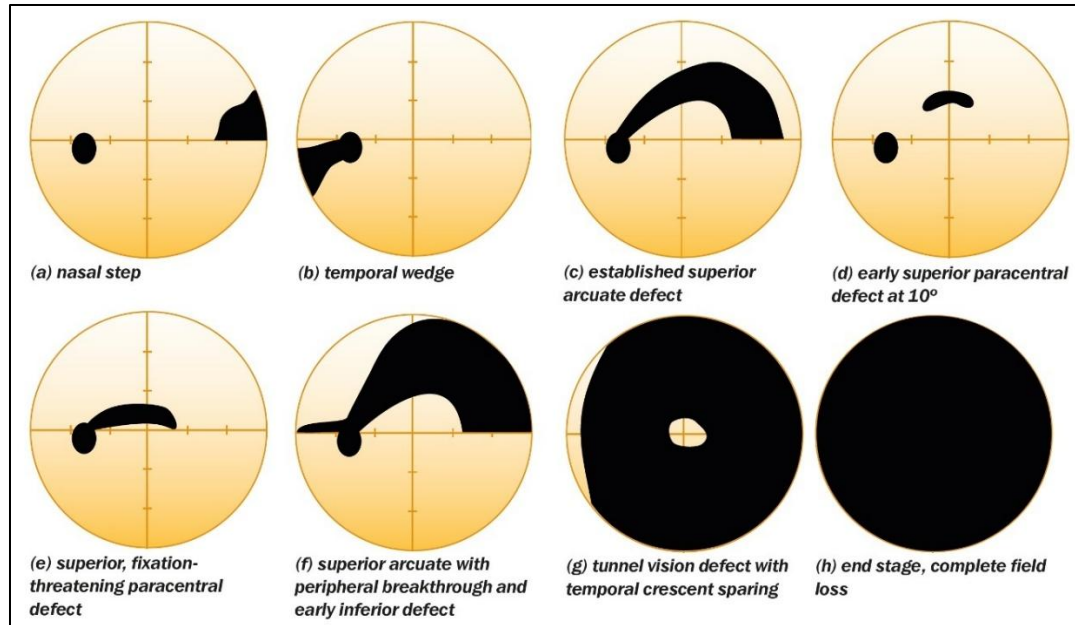 (a) nasal step
(b) temporal wedge
(c) established superior
arcuate defect
(d) early superior paracentral
defect at 10º
(e) superior, fixation-
threatening paracentral
defect
(f) superior arcuate with
peripheral breakthrough and
early inferior defect
(g) tunnel vision defect with
temporal crescent sparing
(h) end stage, complete field
loss